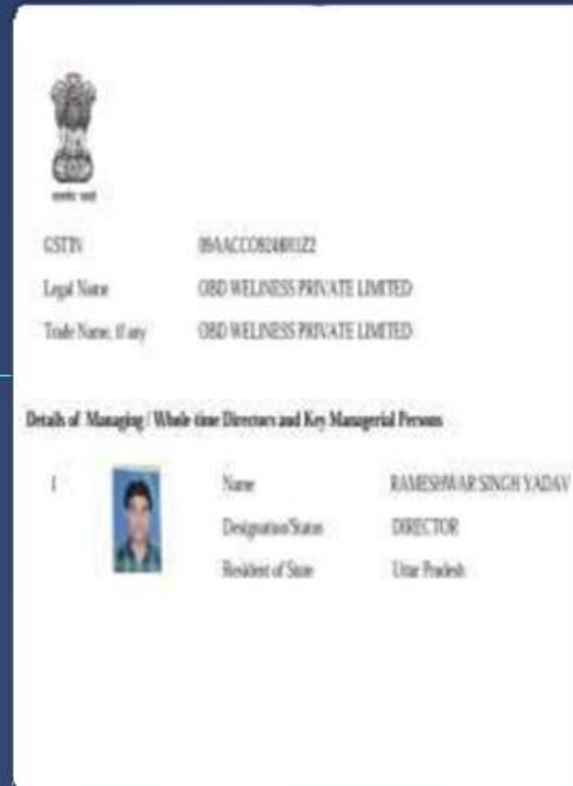 GSTIN
Legal Name OBD WELINESS PRIVATE LIMITED
Trade Name, if any OBD WELINESS PRIVATE LIMITED
Details of Managing / Whole-time Directors and Key Managerial Persons
1 Name RAMESHWAR SINGH YADAV
Designation/Status DIRECTOR
Resident of State Uttar Pradesh